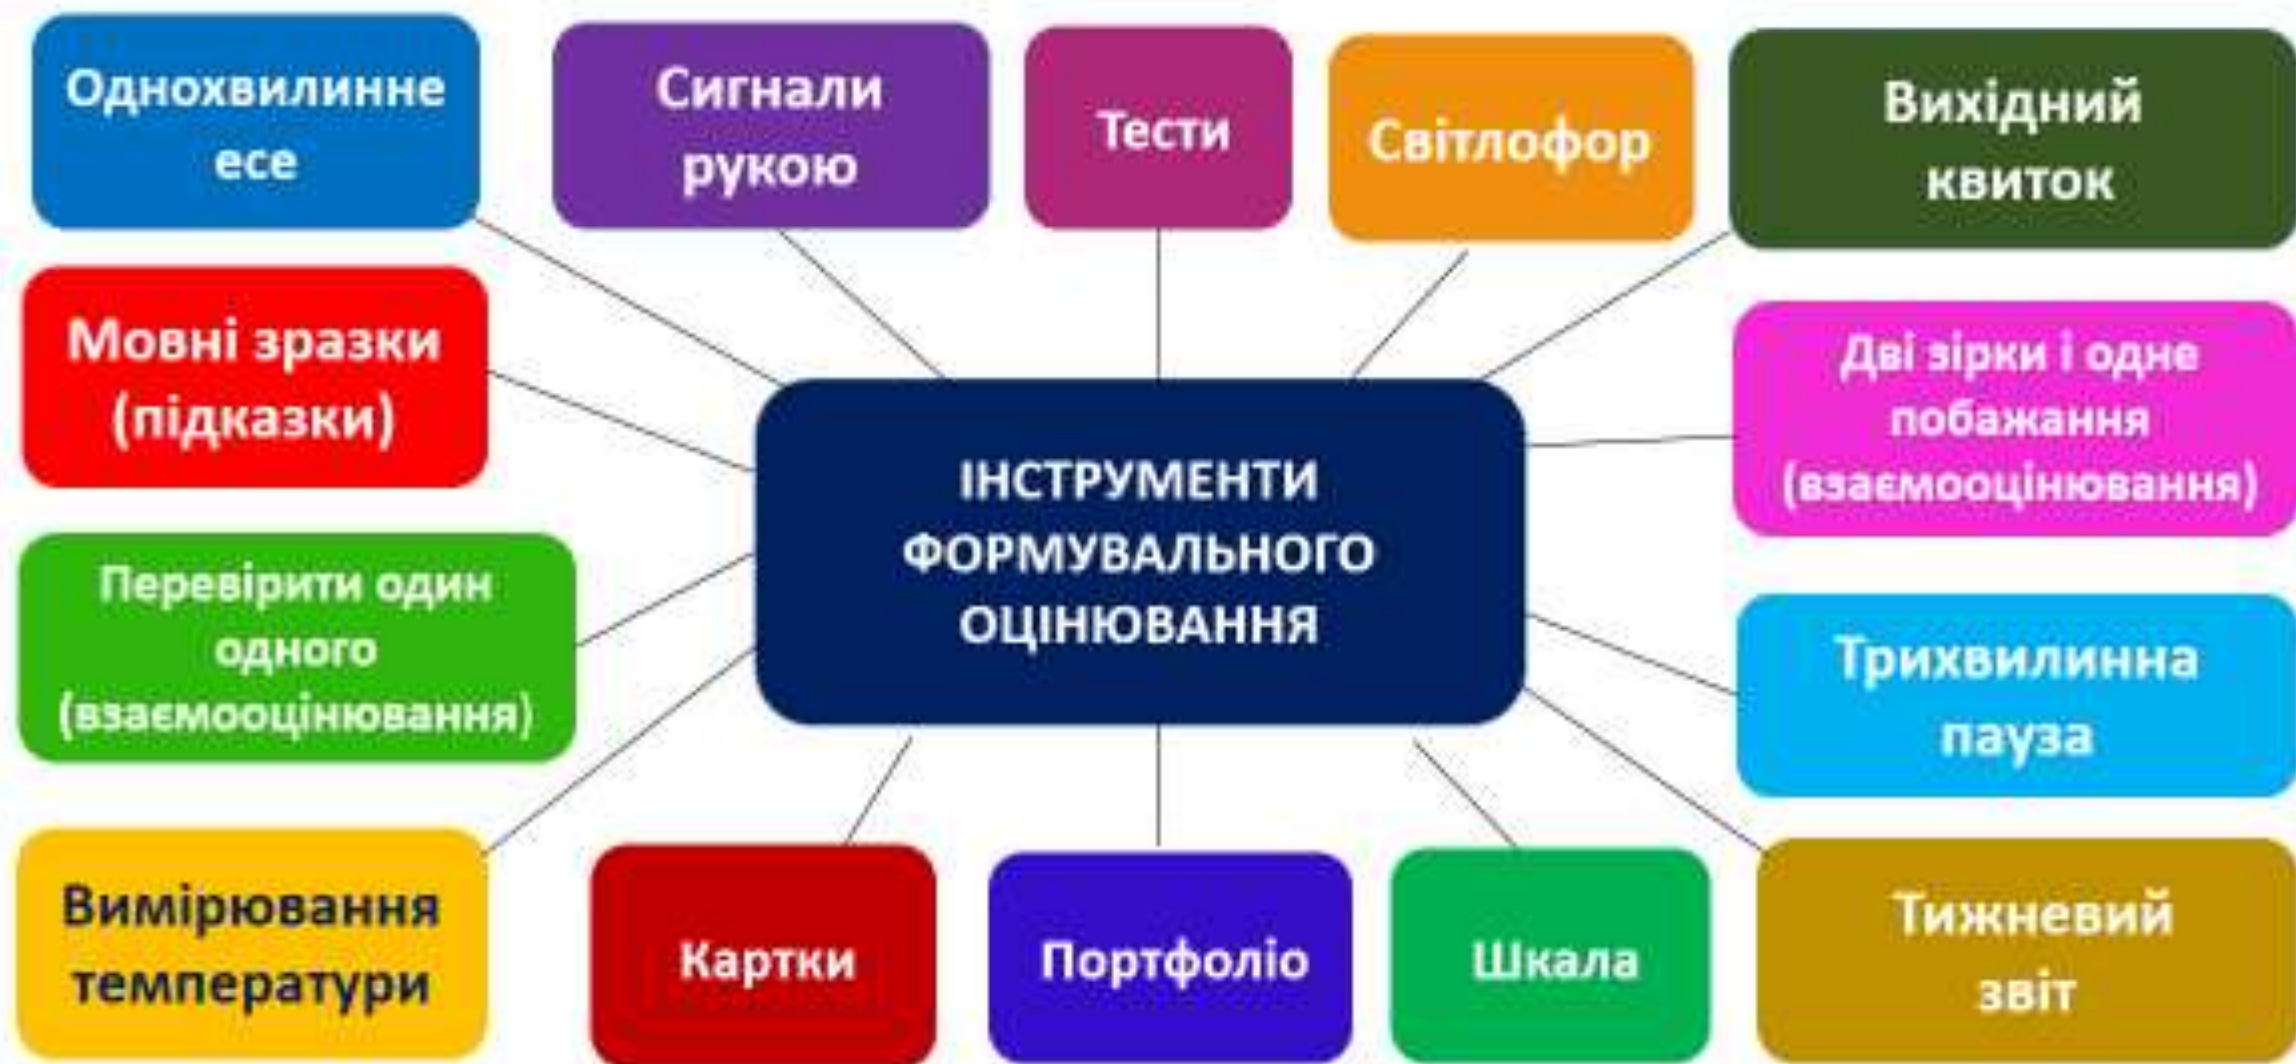 Однохвилинне
есе
Сигнали
рукою
Тести
Світлофор
Вихідний
квиток
Мовні зразки
(підказки)
Дві зірки і одне
побажання
(взаємооцінювання)
ІНСТРУМЕНТИ
ФОРМУВАЛЬНОГО
ОЦІНЮВАННЯ
Перевірити один
одного
(взаємооцінювання)
Трихвилинна
пауза
Вимірювання
температури
Картки
Портфоліо
Шкала
Тижневий
звіт